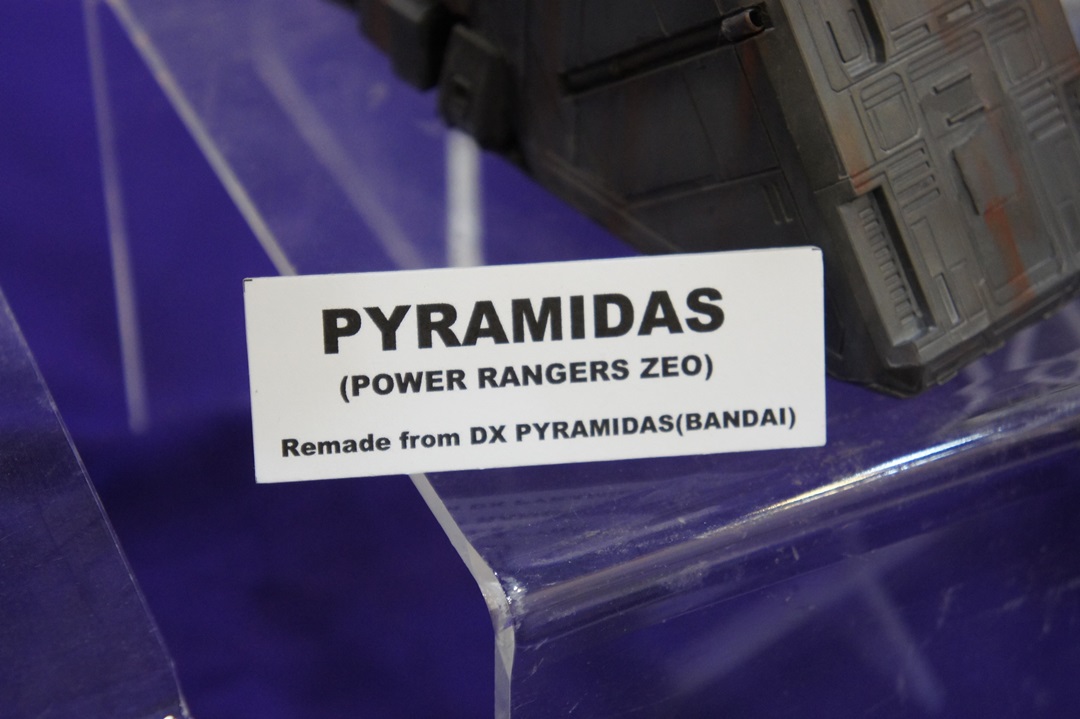 PYRAMIDAS
(POWER RANGERS ZEO)
Remade from DX PYRAMIDAS(BANDAI)